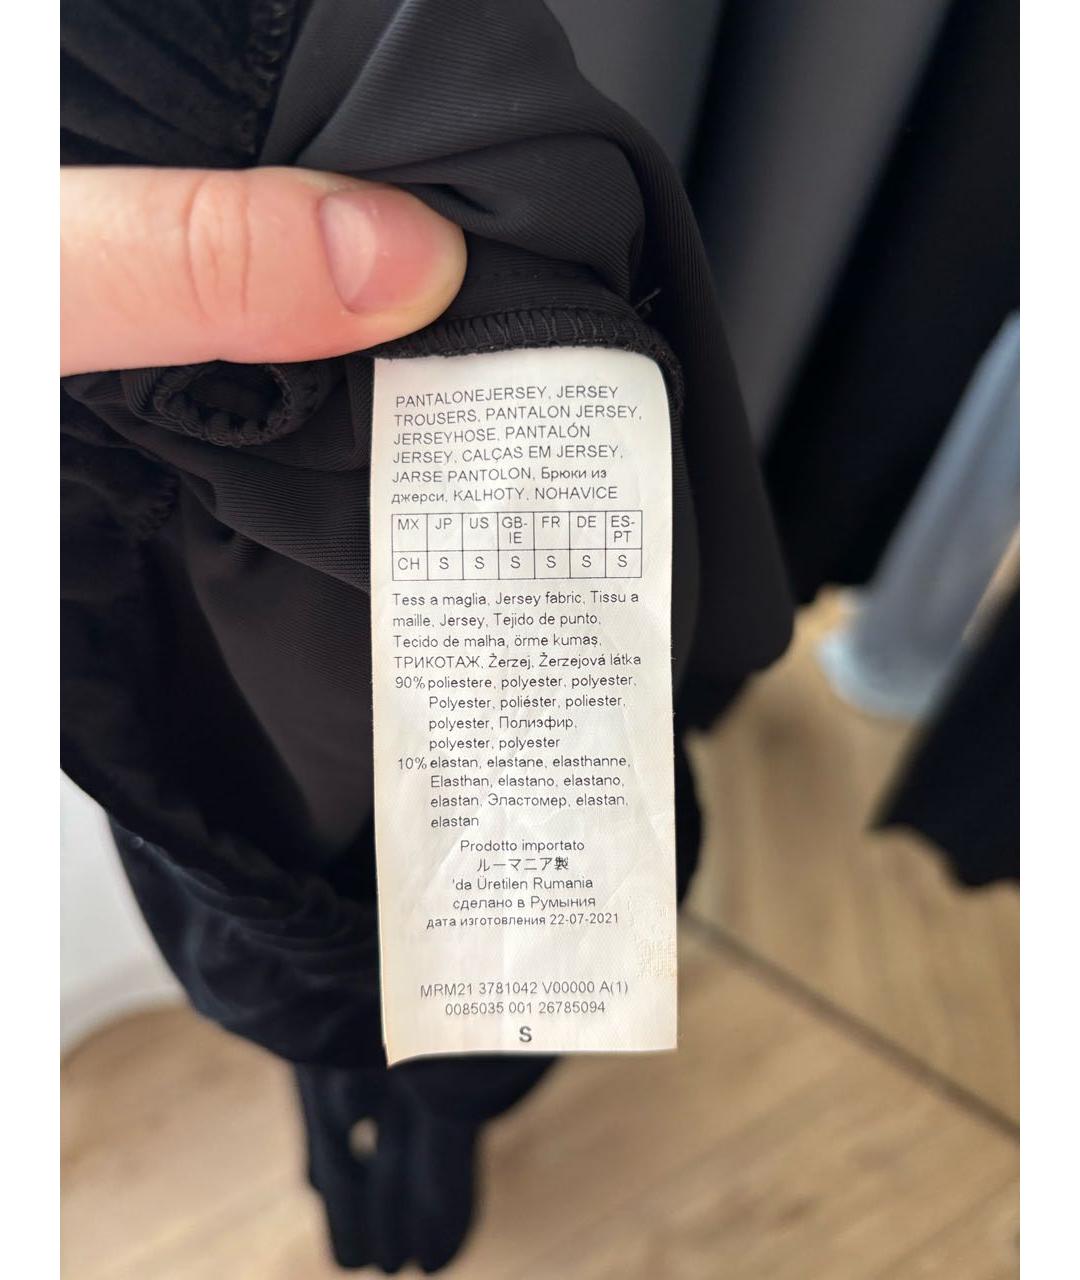 PANTALONEJERSEY, JERSEY
TROUSERS, PANTALON JERSEY,
JERSEYHOSE, PANTALÓN
JERSEY, CALÇAS EM JERSEY,
JARSE PANTOLON, Брюки из
джерси, KALHOTY, NOHAVICE
MX JP US GB-IE FR DE ES-PT
CH S S S S S S
Tess a maglia, Jersey fabric, Tissu a
maille, Jersey, Tejido de punto,
Tecido de malha, örme kumaş,
ТРИКОТАЖ, Žerzej, Žerzejová látka
90% poliestere, polyester, polyester,
Polyester, poliéster, poliester,
polyester, Полиэфир,
polyester, polyester
10% elastan, elastane, elasthanne,
Elasthan, elastano, elastano,
elastan, Эластомер, elastan,
elastan
Prodotto importato
ルーマニア製
'da Üretilen Rumania
сделано в Румыния
дата изготовления 22-07-2021
MRM21 3781042 V00000 A(1)
0085035 001 26785094
S